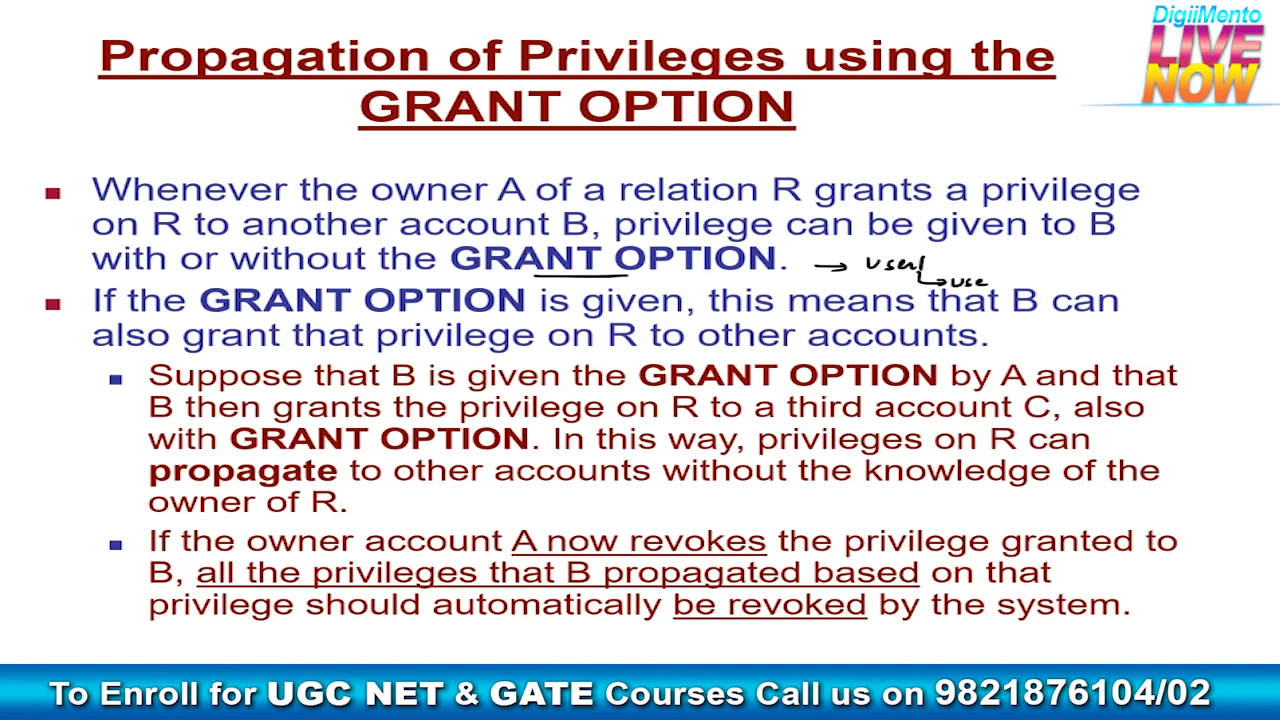 DigiiMento
LIVE
NOW
Propagation of Privileges using the
GRANT OPTION
Whenever the owner A of a relation R grants a privilege
on R to another account B, privilege can be given to B
with or without the GRANT OPTION. → user1
→ use
If the GRANT OPTION is given, this means that B can
also grant that privilege on R to other accounts.
Suppose that B is given the GRANT OPTION by A and that
B then grants the privilege on R to a third account C, also
with GRANT OPTION. In this way, privileges on R can
propagate to other accounts without the knowledge of the
owner of R.
If the owner account A now revokes the privilege granted to
B, all the privileges that B propagated based on that
privilege should automatically be revoked by the system.
To Enroll for UGC NET & GATE Courses Call us on 9821876104/02